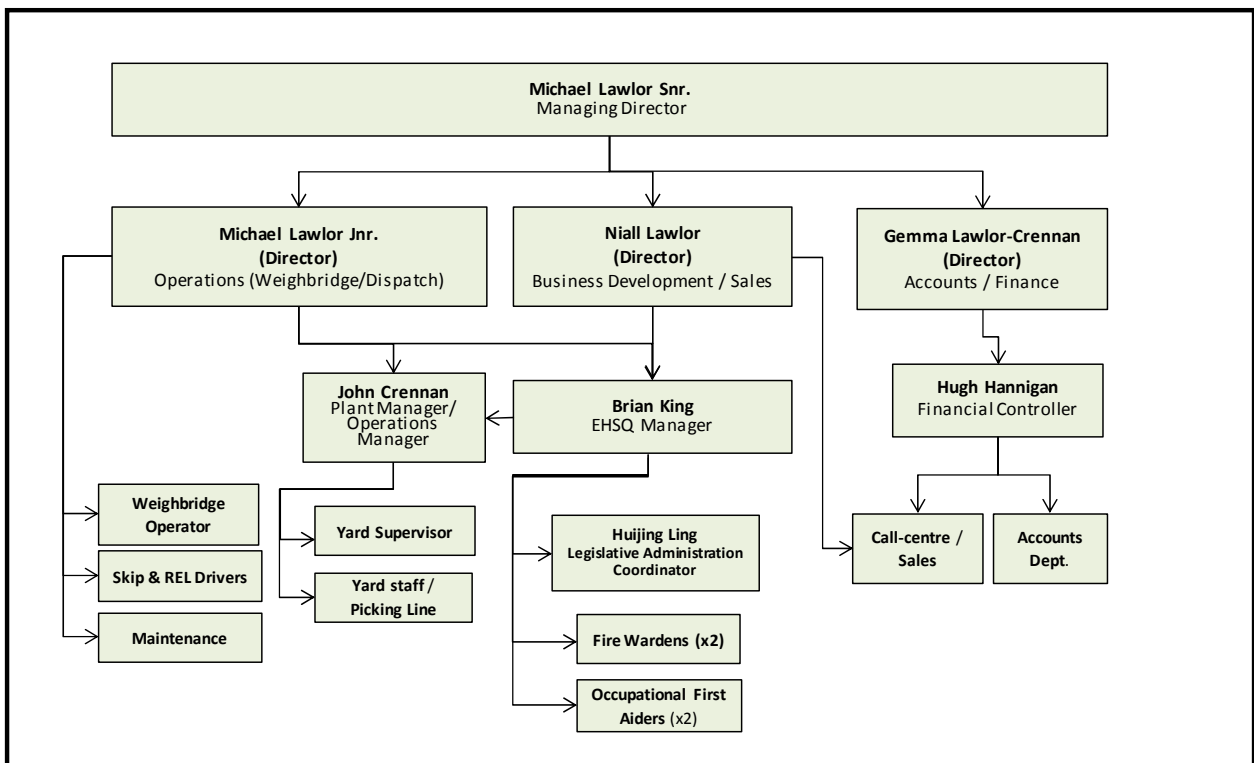 Michael Lawlor Snr.
Managing Director
Michael Lawlor Jnr.
(Director)
Operations (Weighbridge/Dispatch)
Niall Lawlor
(Director)
Business Development / Sales
Gemma Lawlor-Crennan
(Director)
Accounts / Finance
John Crennan
Plant Manager/
Operations
Manager
Brian King
EHSQ Manager
Hugh Hannigan
Financial Controller
Weighbridge
Operator
Skip & REL Drivers
Maintenance
Yard Supervisor
Yard staff /
Picking Line
Huijing Ling
Legislative Administration
Coordinator
Fire Wardens (x2)
Occupational First
Aiders (x2)
Call-centre /
Sales
Accounts
Dept.